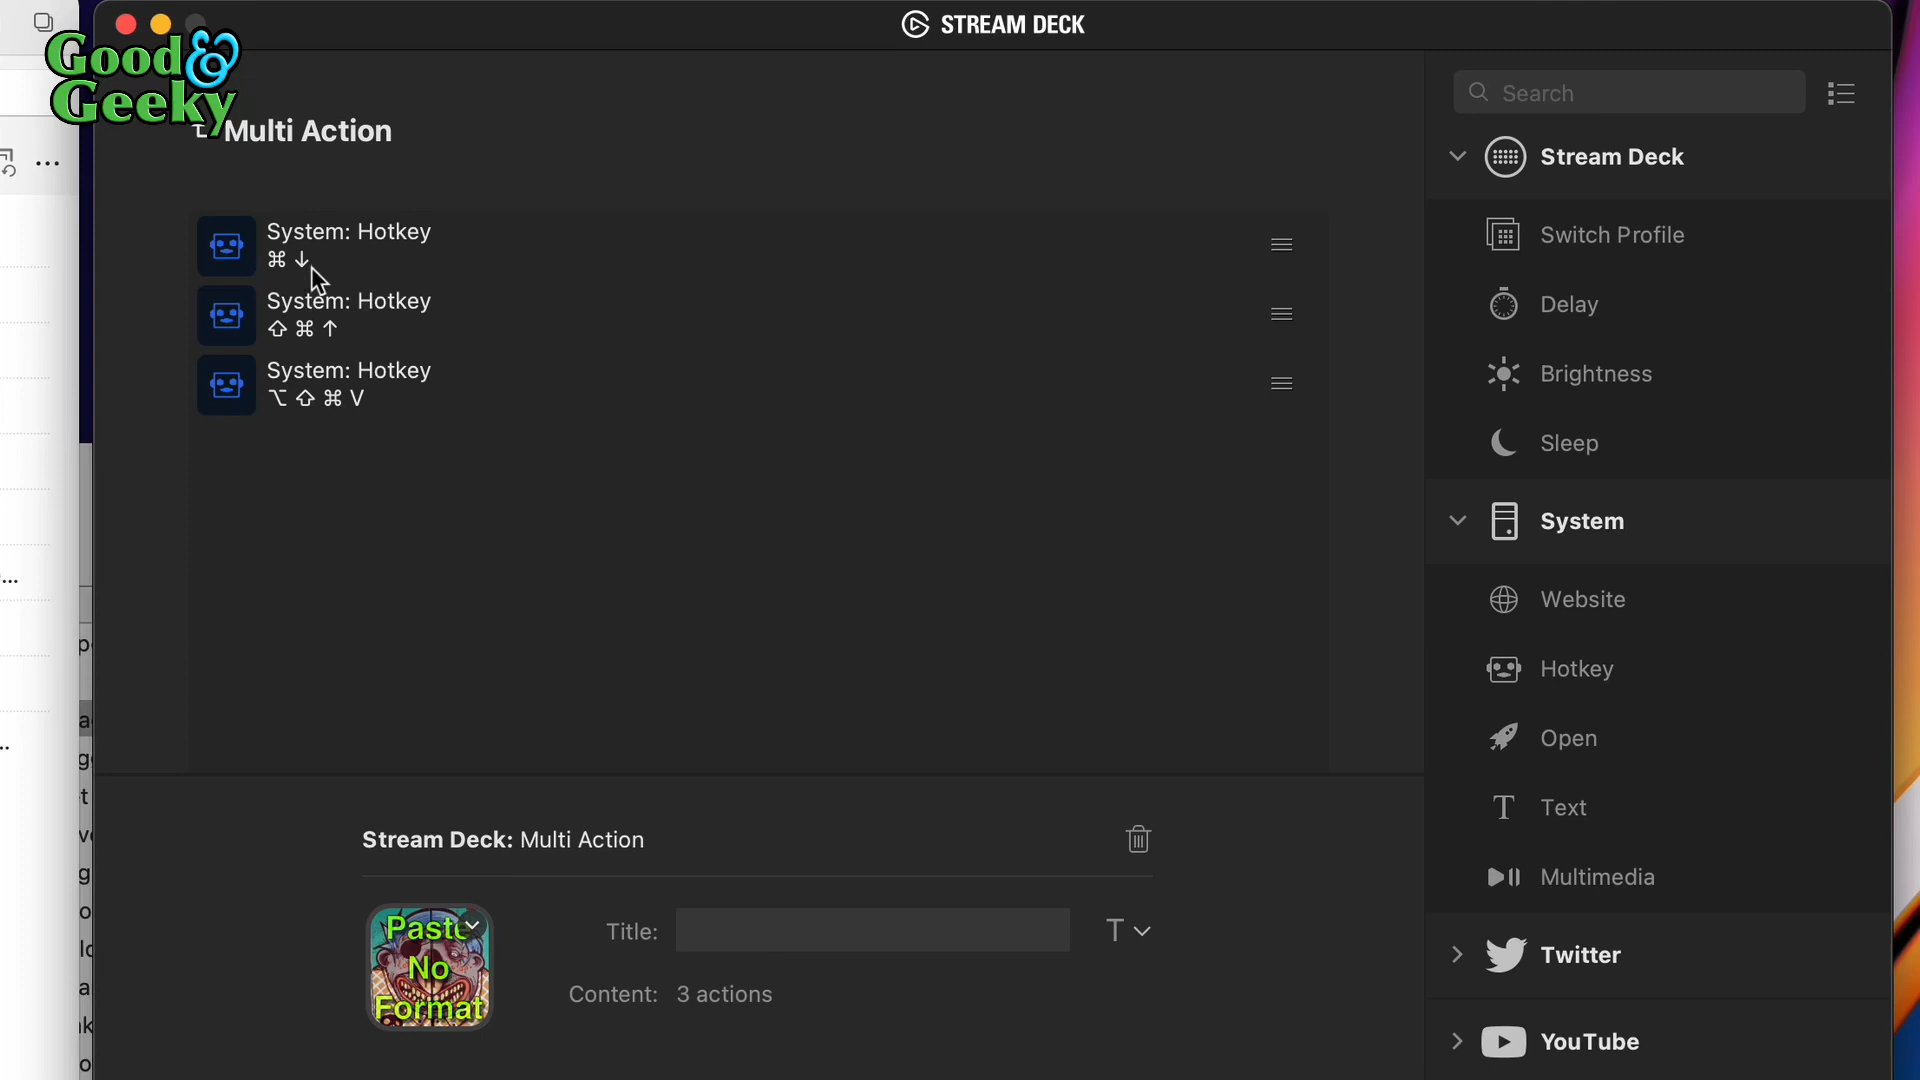 STREAM DECK
Good &
Geeky
Multi Action
Search
System: Hotkey
⌘ ↓
System: Hotkey
⇧ ⌘ ↑
System: Hotkey
⌥ ⇧ ⌘ V
Stream Deck
Switch Profile
Delay
Brightness
Sleep
System
Website
Hotkey
Open
Text
Multimedia
Twitter
YouTube
Stream Deck: Multi Action
Title:
T
Content: 3 actions
Paste
No
Format